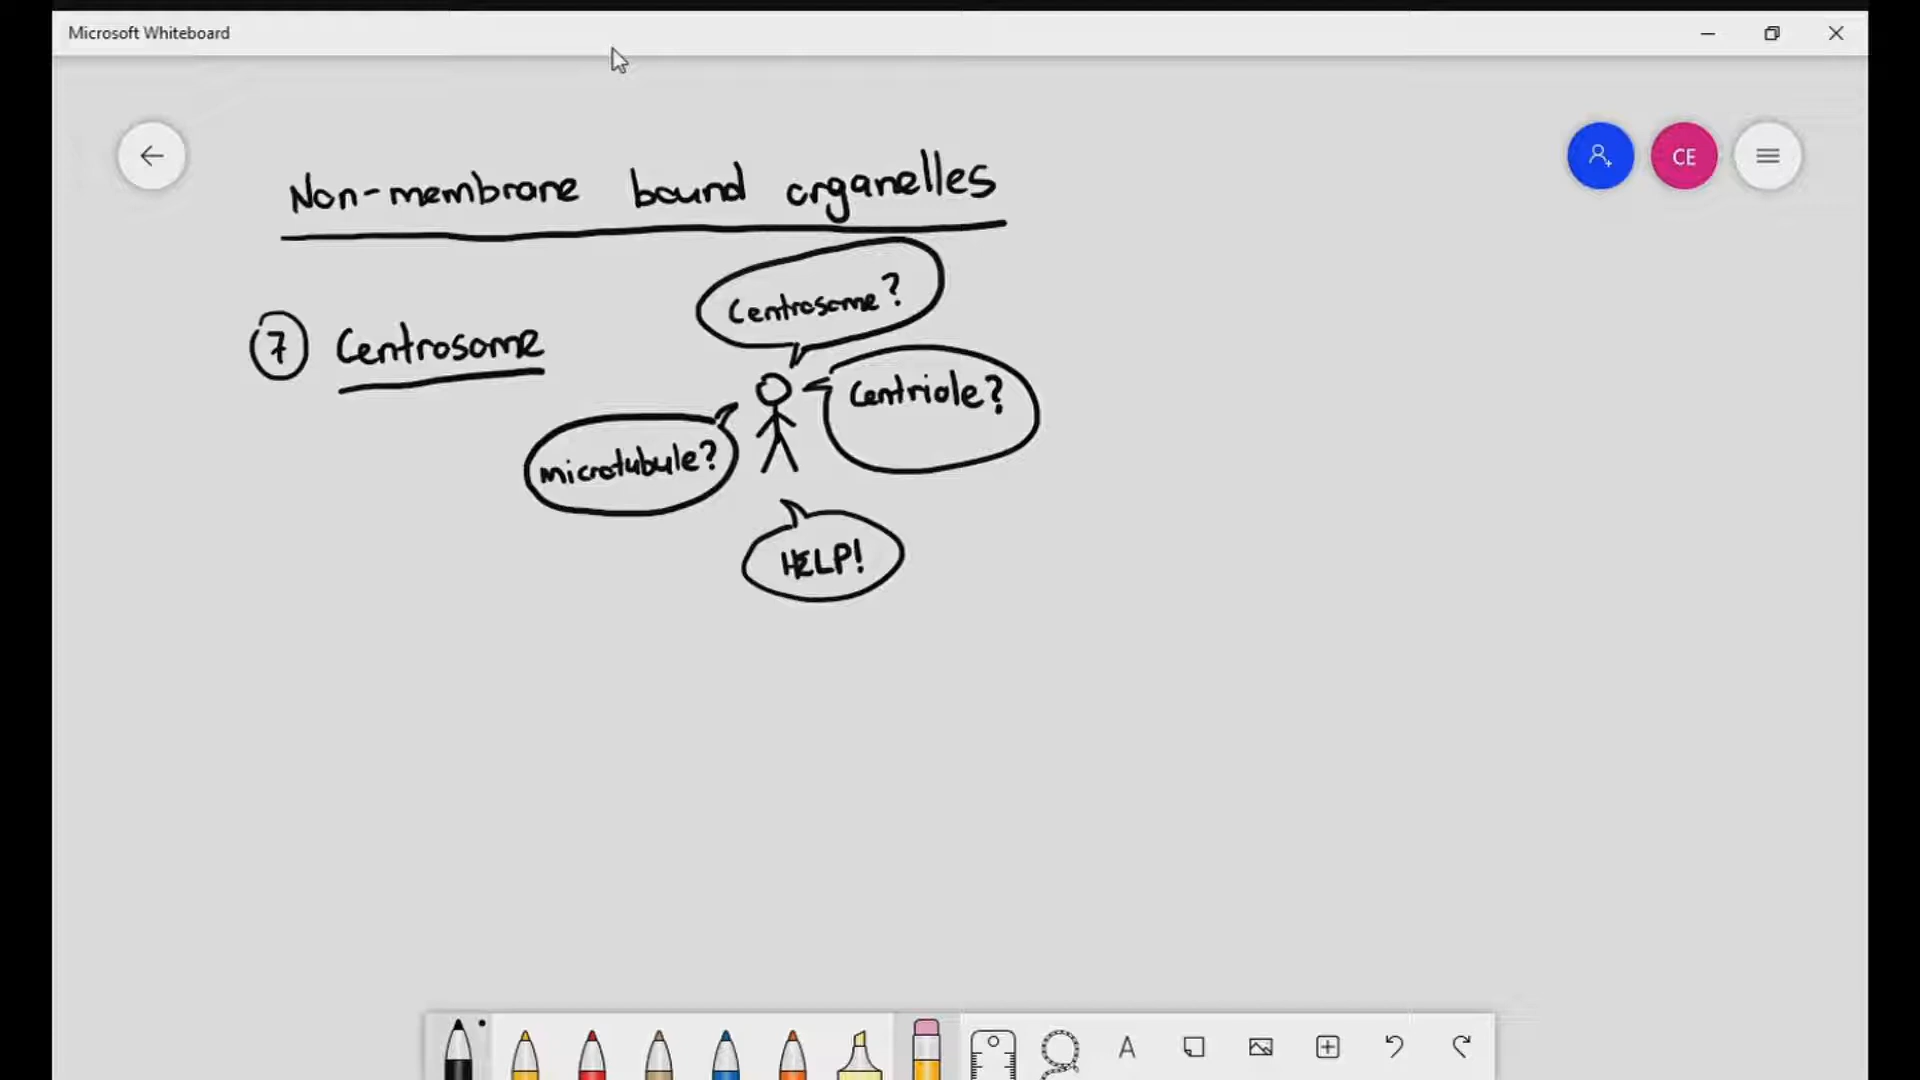 Microsoft Whiteboard
CE
Non-membrane bound organelles
Centrosome?
7 Centrosome
Centriole?
microtubule?
HELP!
A